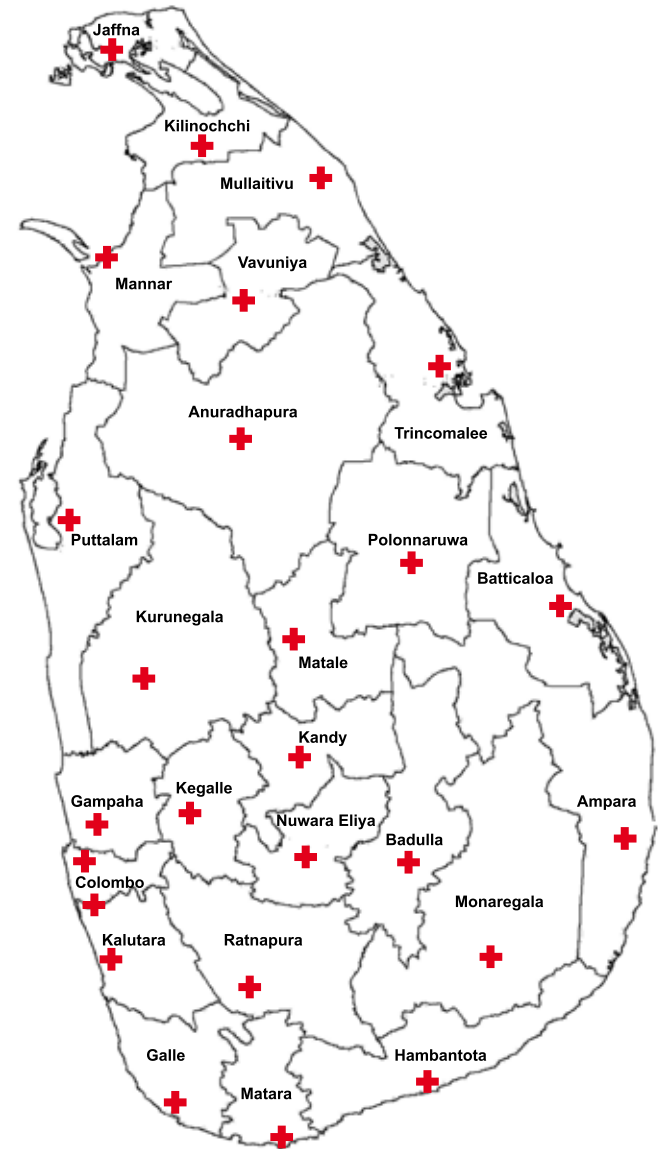 Jaffna
Kilinochchi
Mullaitivu
Vavuniya
Mannar
Anuradhapura
Trincomalee
Puttalam
Polonnaruwa
Batticaloa
Kurunegala
Matale
Kandy
Kegalle
Gampaha
Ampara
Nuwara Eliya
Badulla
Colombo
Monaregala
Kalutara
Ratnapura
Galle
Hambantota
Matara